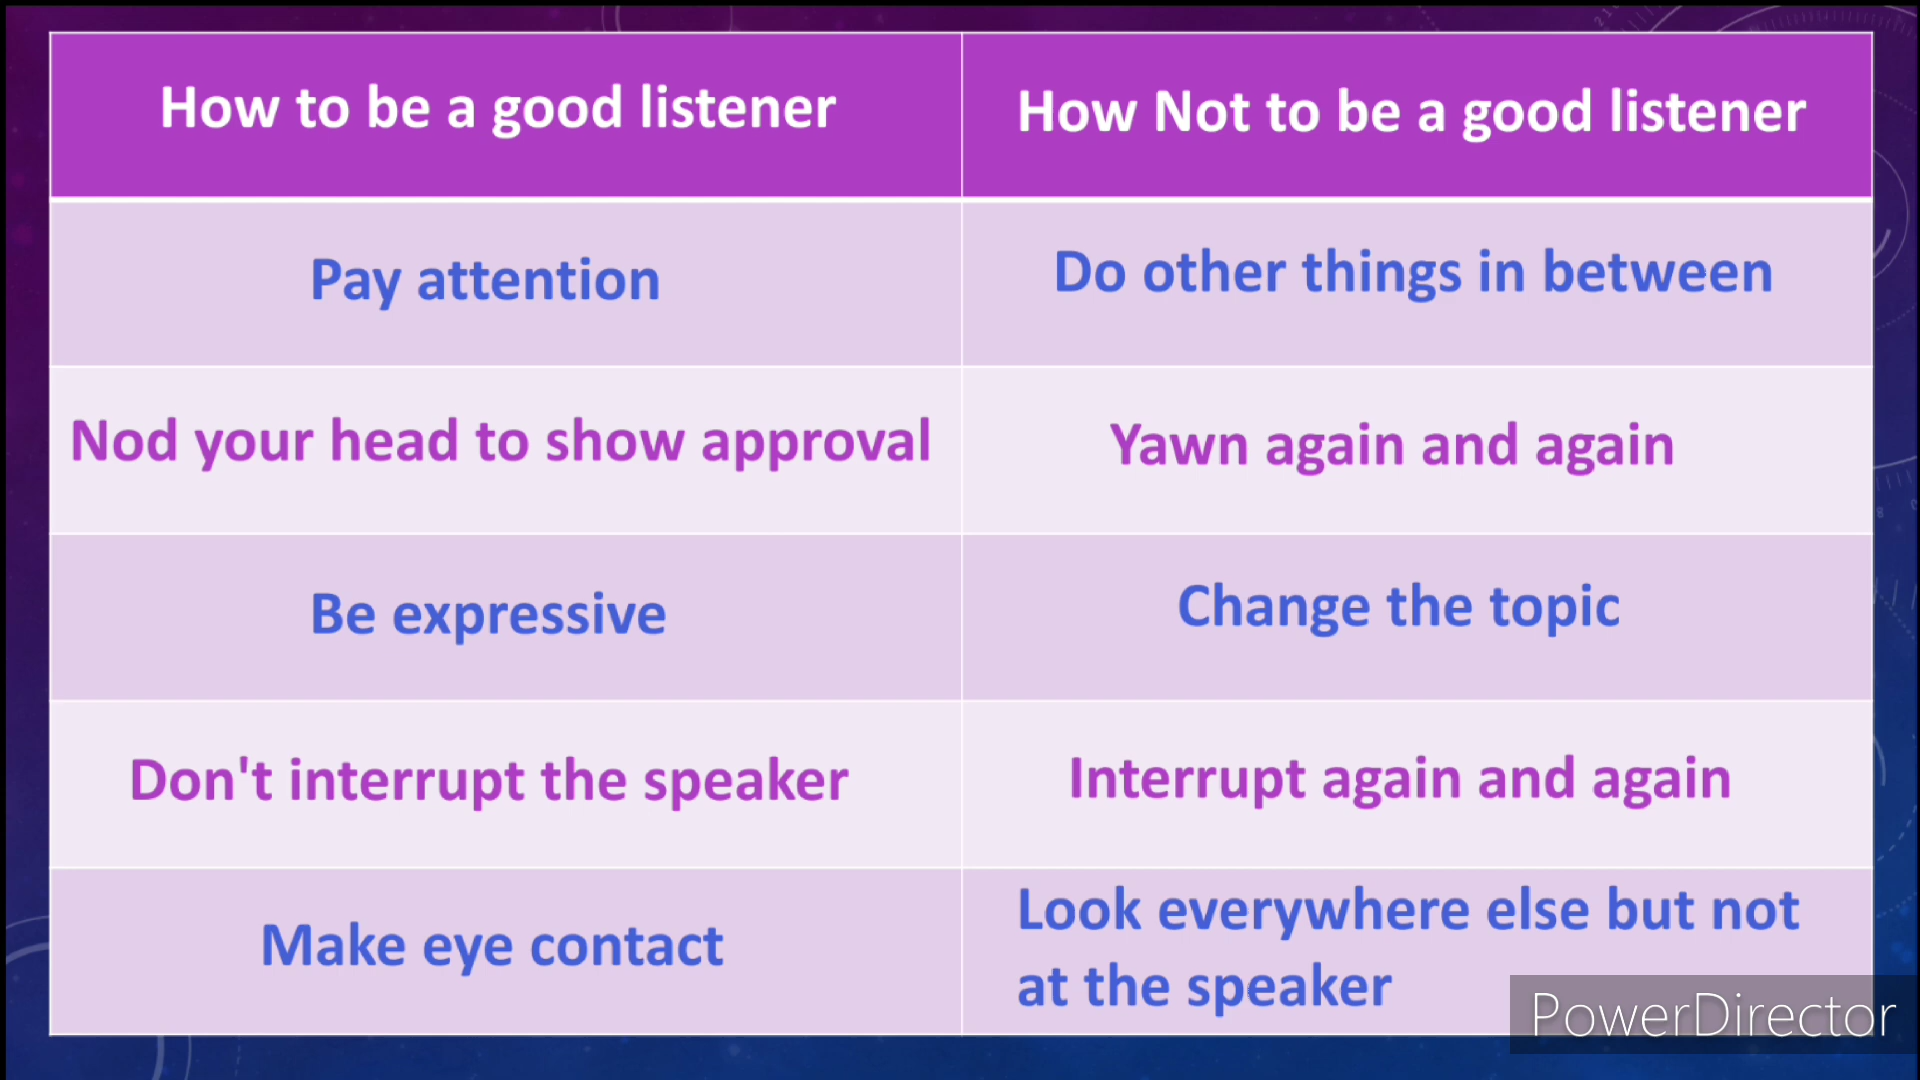 How to be a good listener
How Not to be a good listener
Pay attention
Do other things in between
Nod your head to show approval
Yawn again and again
Be expressive
Change the topic
Don't interrupt the speaker
Interrupt again and again
Make eye contact
Look everywhere else but not
at the speaker
PowerDirector